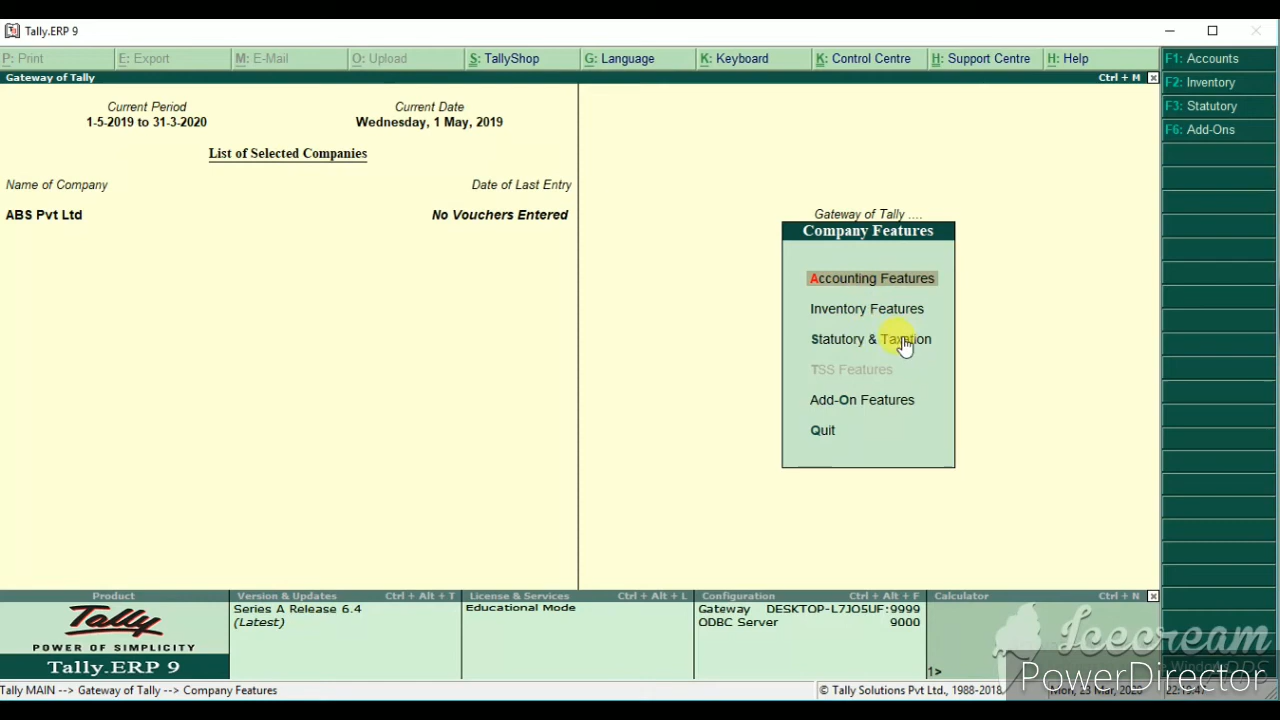 Tally.ERP 9
P: Print E: Export M: E-Mail O: Upload S: TallyShop G: Language K: Keyboard K: Control Centre H: Support Centre H: Help
F1: Accounts
F2: Inventory
F3: Statutory
F6: Add-Ons
Gateway of Tally Ctrl + M
Current Period Current Date
1-5-2019 to 31-3-2020 Wednesday, 1 May, 2019
List of Selected Companies
Name of Company Date of Last Entry
ABS Pvt Ltd No Vouchers Entered
Gateway of Tally ....
Company Features
Accounting Features
Inventory Features
Statutory & Taxation
TSS Features
Add-On Features
Quit
Product
Tally
POWER OF SIMPLICITY
Tally.ERP 9
Version & Updates Ctrl + Alt + T
Series A Release 6.4
(Latest)
License & Services Ctrl + Alt + L
Educational Mode
Configuration Ctrl + Alt + F
Gateway DESKTOP-L7JO5UF:9999
ODBC Server 9000
Calculator Ctrl + N
1>
Icecream
PowerDirector
Tally MAIN --> Gateway of Tally --> Company Features
© Tally Solutions Pvt Ltd., 1988-2018